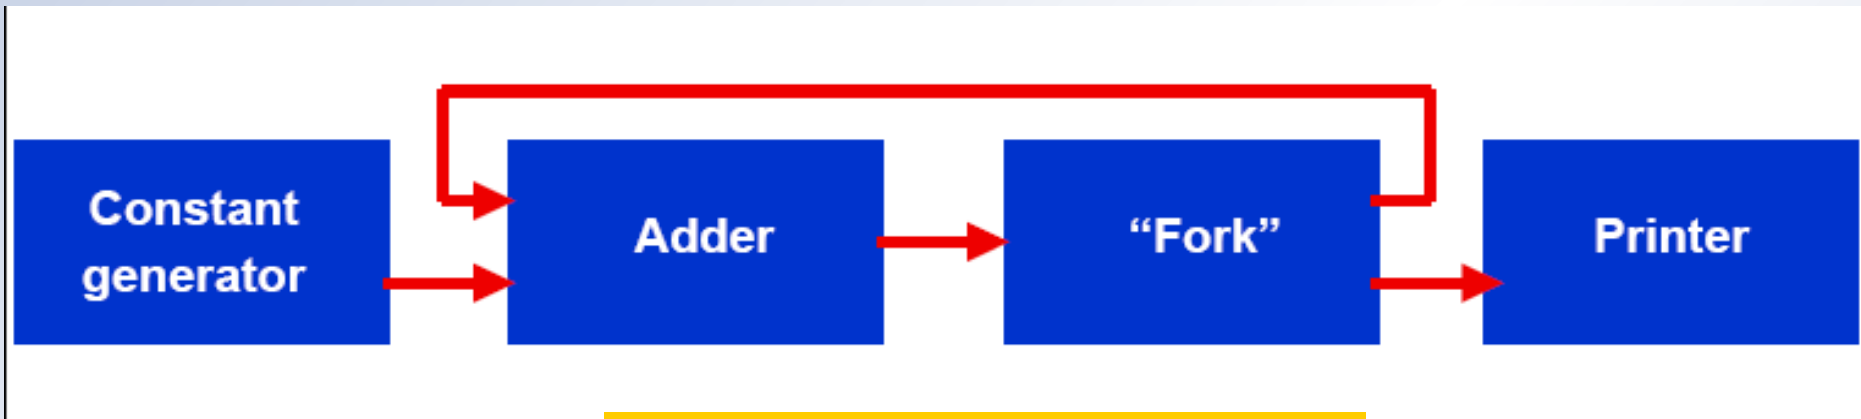 Constant
generator
Adder
“Fork”
Printer